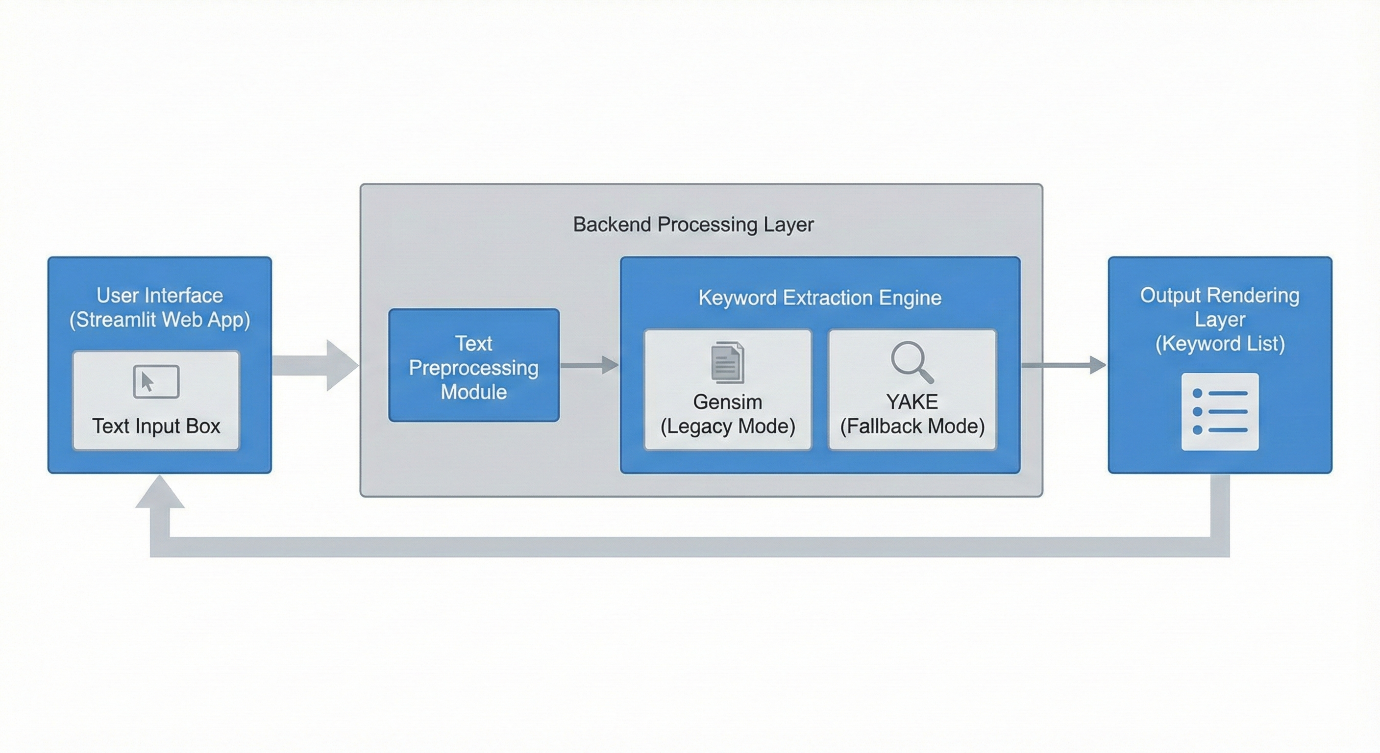 Backend Processing Layer
User Interface
(Streamlit Web App)
Text Input Box
Text
Preprocessing
Module
Keyword Extraction Engine
Gensim
(Legacy Mode)
YAKE
(Fallback Mode)
Output Rendering
Layer
(Keyword List)